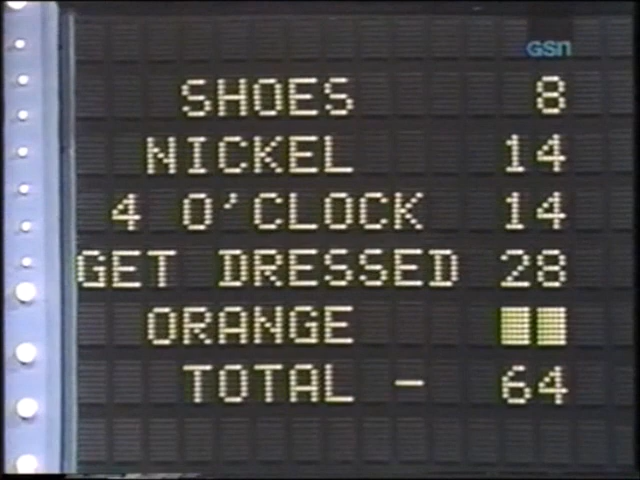 GSN
SHOES 8
NICKEL 14
4 O'CLOCK 14
GET DRESSED 28
ORANGE
TOTAL - 64